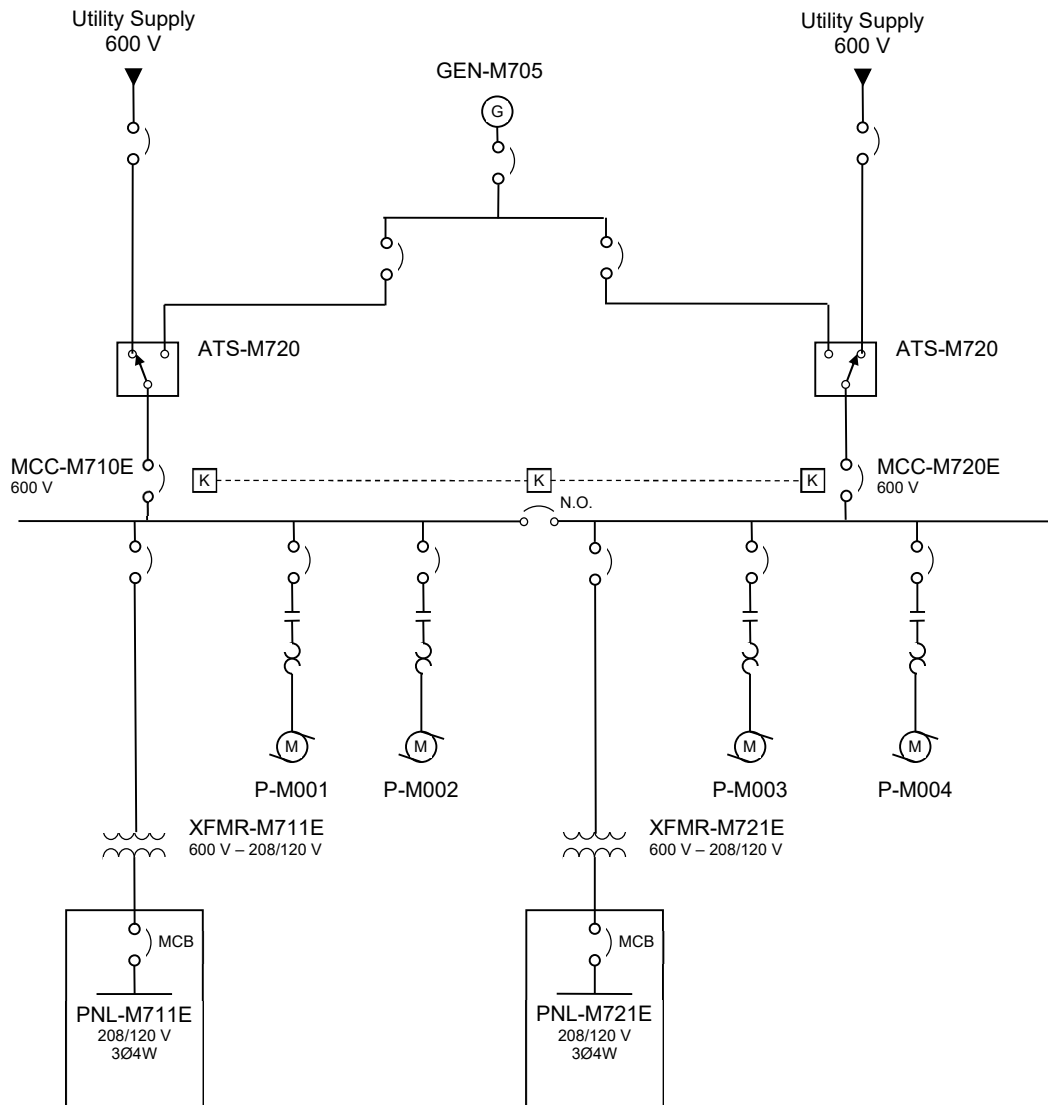 Utility Supply
600 V
Utility Supply
600 V
GEN-M705
G
ATS-M720
ATS-M720
MCC-M710E
600 V
K
K
K
MCC-M720E
600 V
N.O.
M
M
M
M
P-M001
P-M002
P-M003
P-M004
XFMR-M711E
600 V – 208/120 V
XFMR-M721E
600 V – 208/120 V
MCB
MCB
PNL-M711E
208/120 V
3Ø4W
PNL-M721E
208/120 V
3Ø4W